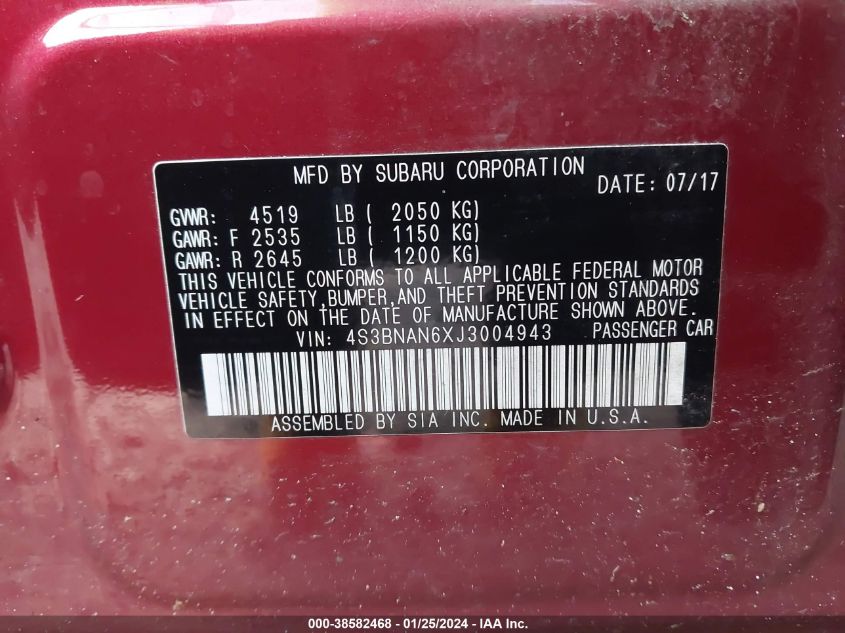 MFD BY SUBARU CORPORATION
DATE: 07/17
GVWR: 4519 LB ( 2050 KG)
GAWR: F 2535 LB ( 1150 KG)
GAWR: R 2645 LB ( 1200 KG)
THIS VEHICLE CONFORMS TO ALL APPLICABLE FEDERAL MOTOR
VEHICLE SAFETY,BUMPER,AND THEFT PREVENTION STANDARDS
IN EFFECT ON THE DATE OF MANUFACTURE SHOWN ABOVE.
VIN: 4S3BNAN6XJ3004943 PASSENGER CAR
ASSEMBLED BY SIA INC. MADE IN U.S.A.
000-38582468 - 01/25/2024 - IAA Inc.